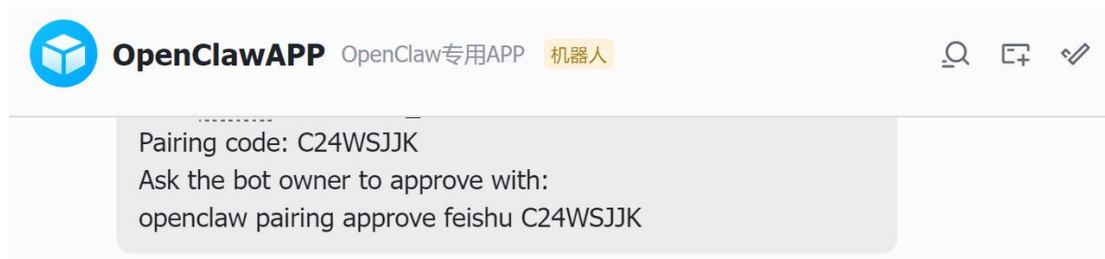 OpenClawAPP OpenClaw专用APP 机器人
Pairing code: C24WSJJK
Ask the bot owner to approve with:
openclaw pairing approve feishu C24WSJJK